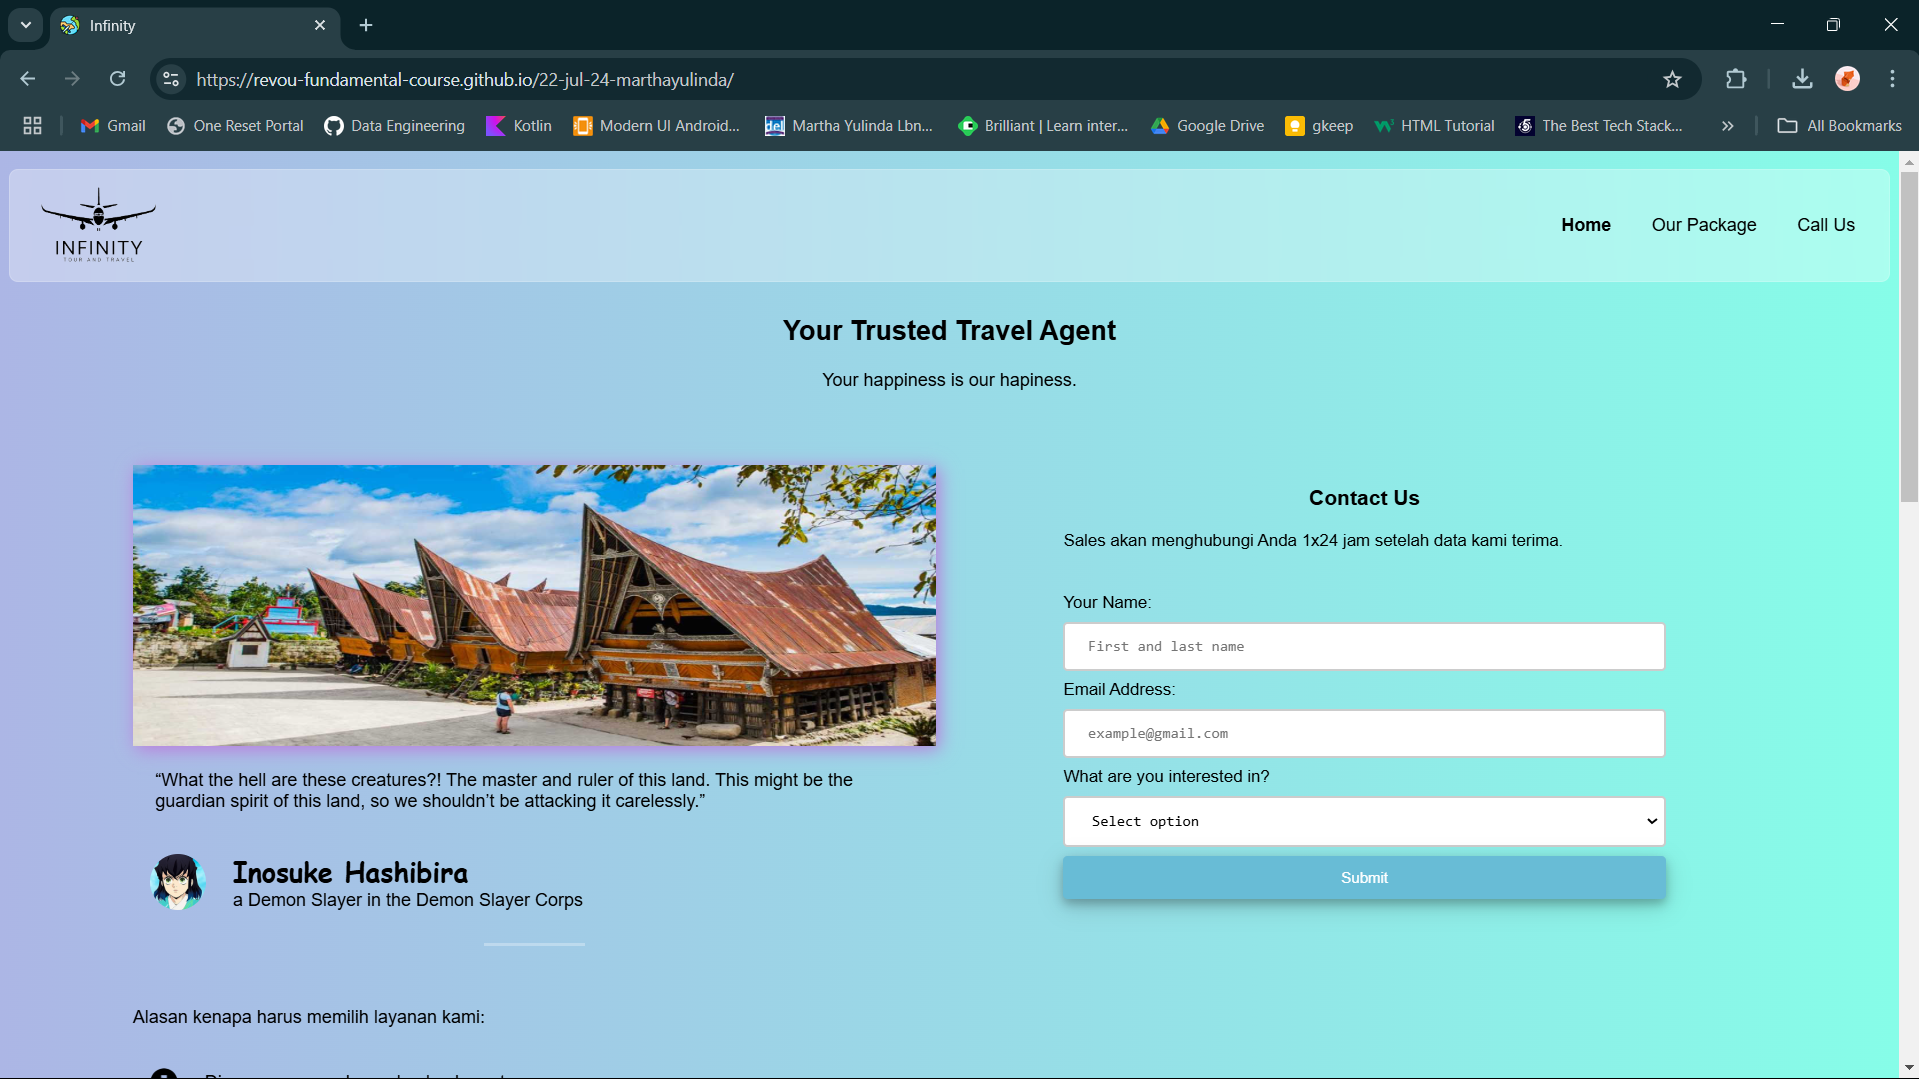 Infinity
https://revou-fundamental-course.github.io/22-jul-24-marthayulinda/
Gmail
One Reset Portal
Data Engineering
Kotlin
Modern UI Android...
del
Martha Yulinda Lbn...
Brilliant | Learn inter...
Google Drive
gkeep
HTML Tutorial
The Best Tech Stack...
All Bookmarks
INFINITY
TOUR AND TRAVEL
Home
Our Package
Call Us
Your Trusted Travel Agent
Your happiness is our hapiness.
Contact Us
Sales akan menghubungi Anda 1x24 jam setelah data kami terima.
Your Name:
First and last name
Email Address:
example@gmail.com
What are you interested in?
Select option
Submit
“What the hell are these creatures?! The master and ruler of this land. This might be the
guardian spirit of this land, so we shouldn’t be attacking it carelessly.”
Inosuke Hashibira
a Demon Slayer in the Demon Slayer Corps
Alasan kenapa harus memilih layanan kami: